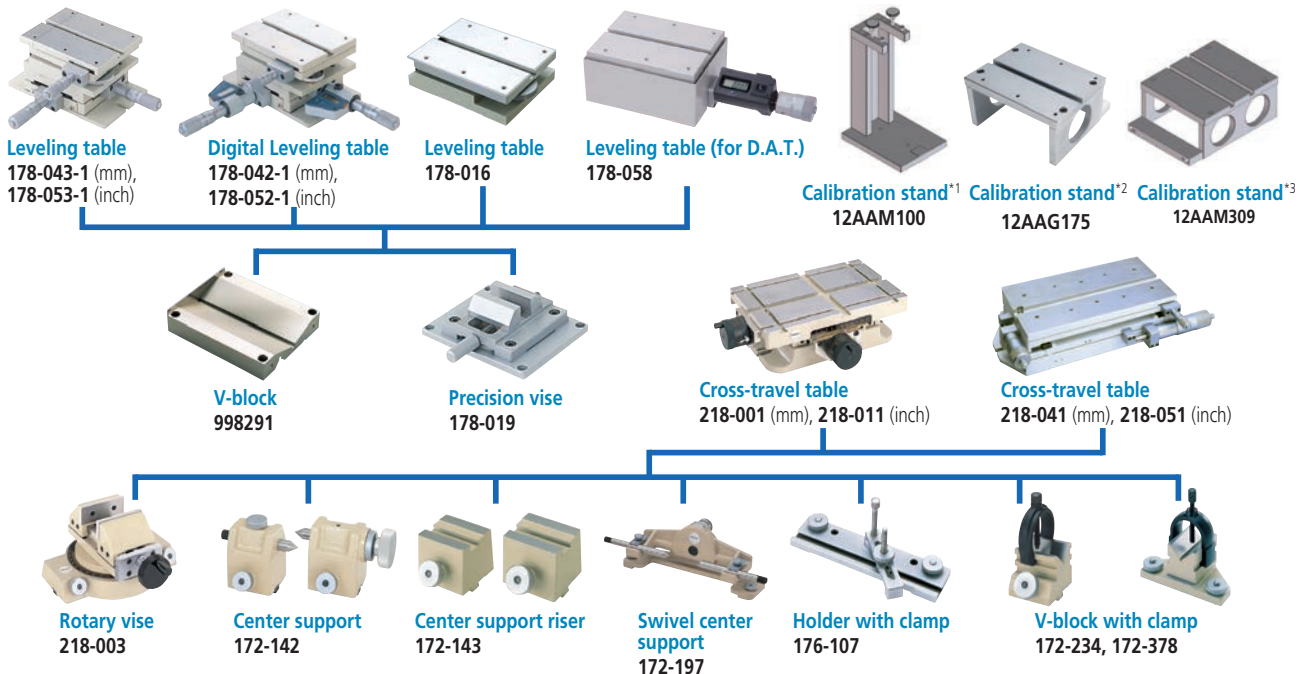 Leveling table
178-043-1 (mm),
178-053-1 (inch)
Digital Leveling table
178-042-1 (mm),
178-052-1 (inch)
Leveling table
178-016
Leveling table (for D.A.T.)
178-058
Calibration stand*1
12AAM100
Calibration stand*2
12AAG175
Calibration stand*3
12AAM309
V-block
998291
Precision vise
178-019
Cross-travel table
218-001 (mm), 218-011 (inch)
Cross-travel table
218-041 (mm), 218-051 (inch)
Rotary vise
218-003
Center support
172-142
Center support riser
172-143
Swivel center
support
172-197
Holder with clamp
176-107
V-block with clamp
172-234, 172-378